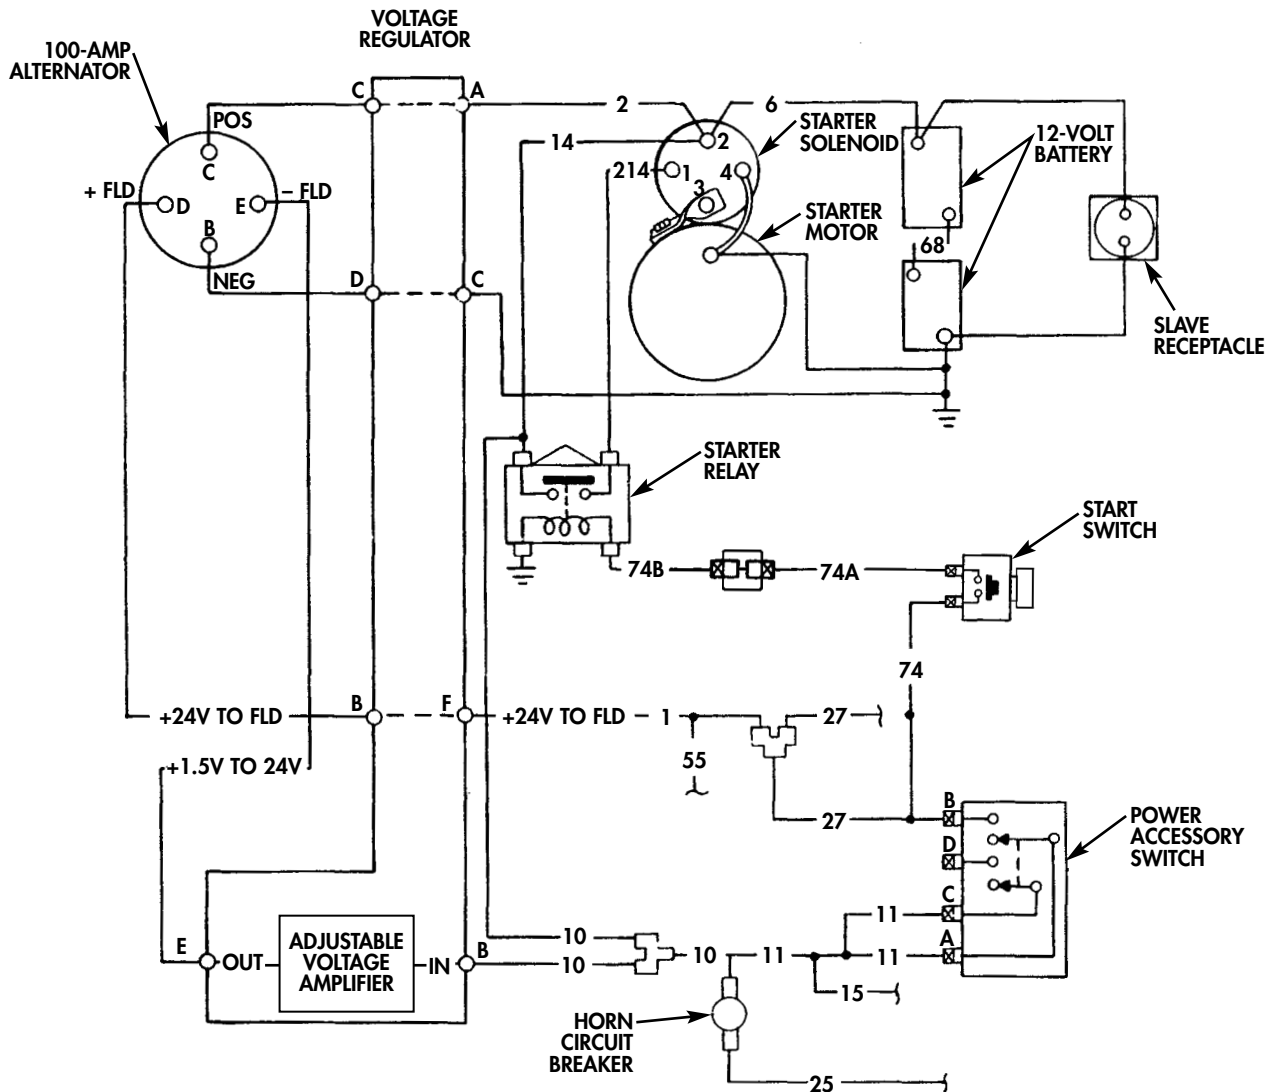 VOLTAGE
REGULATOR
100-AMP
ALTERNATOR
C
A
POS
2
6
14
2
STARTER
SOLENOID
12-VOLT
BATTERY
C
214
1
4
+ FLD
– FLD
D
E
3
STARTER
MOTOR
B
68
NEG
D
C
SLAVE
RECEPTACLE
STARTER
RELAY
START
SWITCH
74B
74A
74
B
F
+24V TO FLD
+24V TO FLD
1
27
55
+1.5V TO 24V
B
27
POWER
ACCESSORY
SWITCH
D
C
11
10
A
E
OUT
ADJUSTABLE
VOLTAGE
AMPLIFIER
IN
B
10
10
11
11
15
HORN
CIRCUIT
BREAKER
25